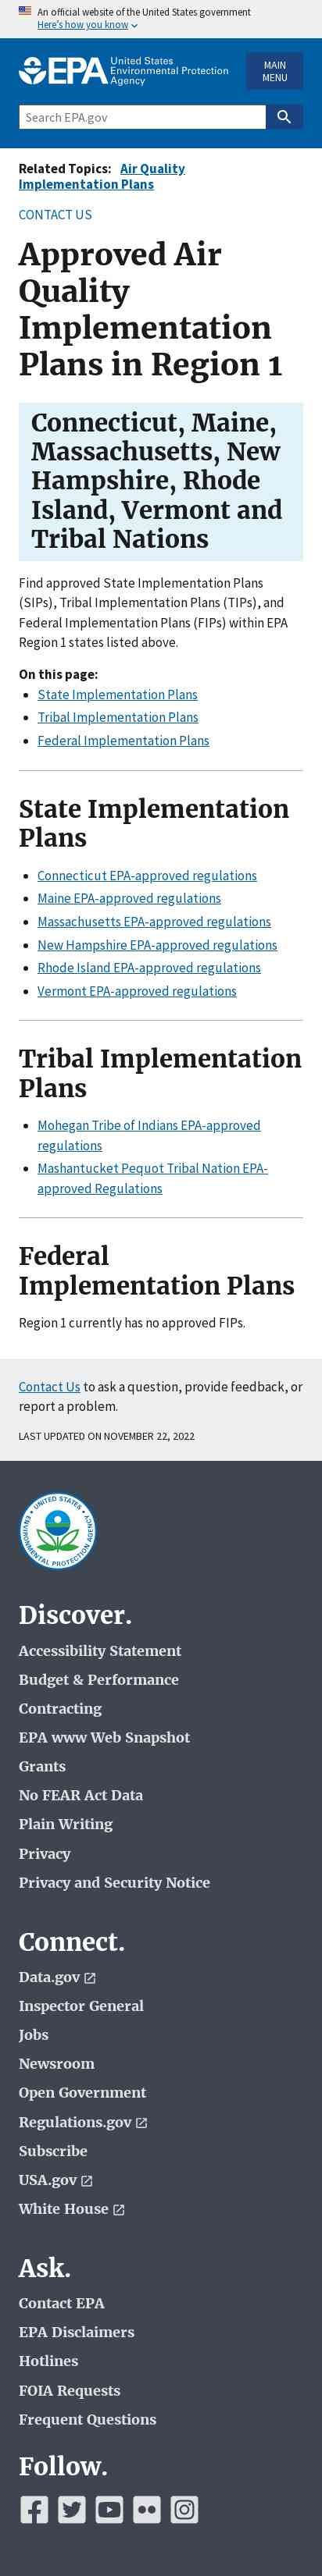 An official website of the United States government
Here's how you know
EPA United States
Environmental Protection
Agency
MAIN
MENU
Search EPA.gov
Related Topics: Air Quality
Implementation Plans
CONTACT US
Approved Air
Quality
Implementation
Plans in Region 1
Connecticut, Maine,
Massachusetts, New
Hampshire, Rhode
Island, Vermont and
Tribal Nations
Find approved State Implementation Plans
(SIPs), Tribal Implementation Plans (TIPs), and
Federal Implementation Plans (FIPs) within EPA
Region 1 states listed above.
On this page:
State Implementation Plans
Tribal Implementation Plans
Federal Implementation Plans
State Implementation
Plans
Connecticut EPA-approved regulations
Maine EPA-approved regulations
Massachusetts EPA-approved regulations
New Hampshire EPA-approved regulations
Rhode Island EPA-approved regulations
Vermont EPA-approved regulations
Tribal Implementation
Plans
Mohegan Tribe of Indians EPA-approved
regulations
Mashantucket Pequot Tribal Nation EPA-
approved Regulations
Federal
Implementation Plans
Region 1 currently has no approved FIPs.
Contact Us to ask a question, provide feedback, or
report a problem.
LAST UPDATED ON NOVEMBER 22, 2022
UNITED STATES
ENVIRONMENTAL PROTECTION AGENCY
Discover.
Accessibility Statement
Budget & Performance
Contracting
EPA www Web Snapshot
Grants
No FEAR Act Data
Plain Writing
Privacy
Privacy and Security Notice
Connect.
Data.gov
Inspector General
Jobs
Newsroom
Open Government
Regulations.gov
Subscribe
USA.gov
White House
Ask.
Contact EPA
EPA Disclaimers
Hotlines
FOIA Requests
Frequent Questions
Follow.